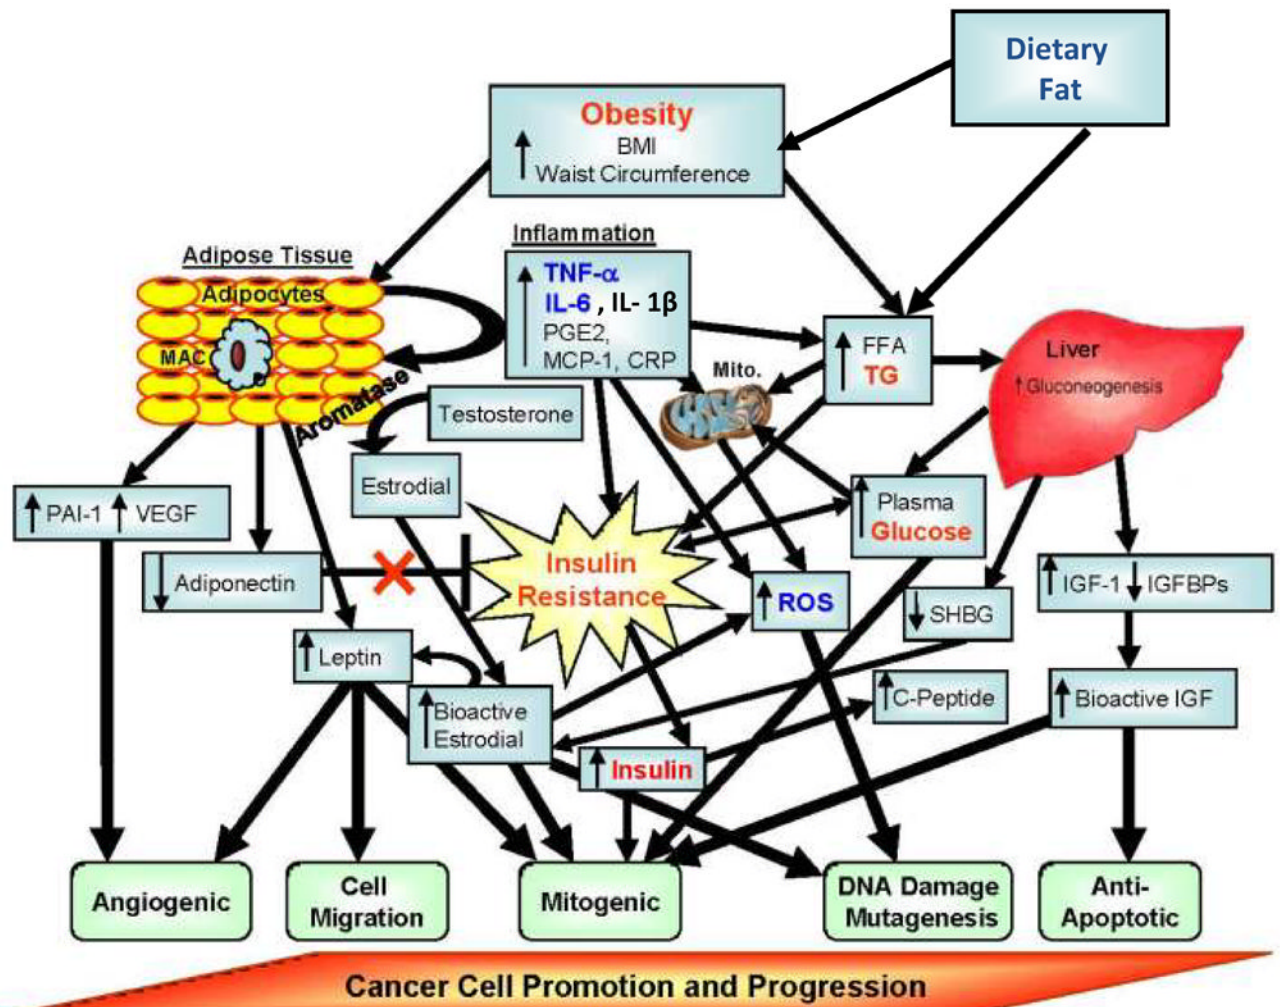 Dietary
Fat
Obesity
BMI
Waist Circumference
Inflammation
TNF-α
IL-6 , IL- 1β
PGE2,
MCP-1, CRP
Adipose Tissue
Adipocytes
MAC
Aromatase
Testosterone
Estrodial
Mito.
FFA
TG
Liver
Gluconeogenesis
PAI-1 VEGF
Adiponectin
Insulin
Resistance
Plasma
Glucose
ROS
SHBG
IGF-1 IGFBPs
Leptin
Bioactive
Estrodial
Insulin
C-Peptide
Bioactive IGF
Angiogenic
Cell
Migration
Mitogenic
DNA Damage
Mutagenesis
Anti-
Apoptotic
Cancer Cell Promotion and Progression